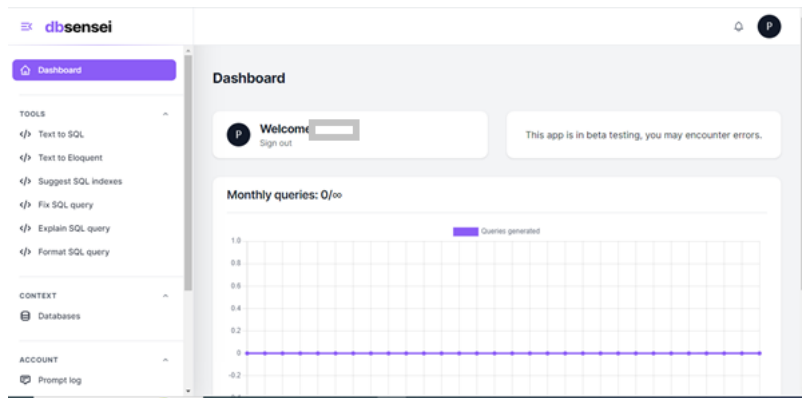 dbsensei
P
Dashboard
TOOLS
</> Text to SQL
</> Text to Eloquent
</> Suggest SQL indexes
</> Fix SQL query
</> Explain SQL query
</> Format SQL query
CONTEXT
Databases
ACCOUNT
Prompt log
Dashboard
P
Welcome
Sign out
This app is in beta testing, you may encounter errors.
Monthly queries: 0/∞
Queries generated
1.0
0.8
0.6
0.4
0.2
0
-0.2